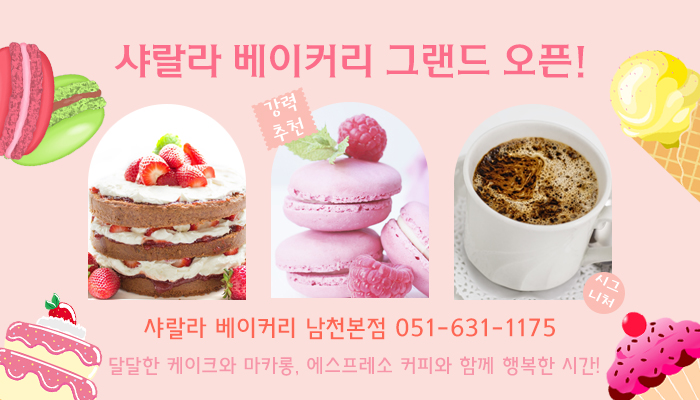 샤랄라 베이커리 그랜드 오픈!
강력
추천
시그
니처
샤랄라 베이커리 남천본점 051-631-1175
달달한 케이크와 마카롱, 에스프레소 커피와 함께 행복한 시간!